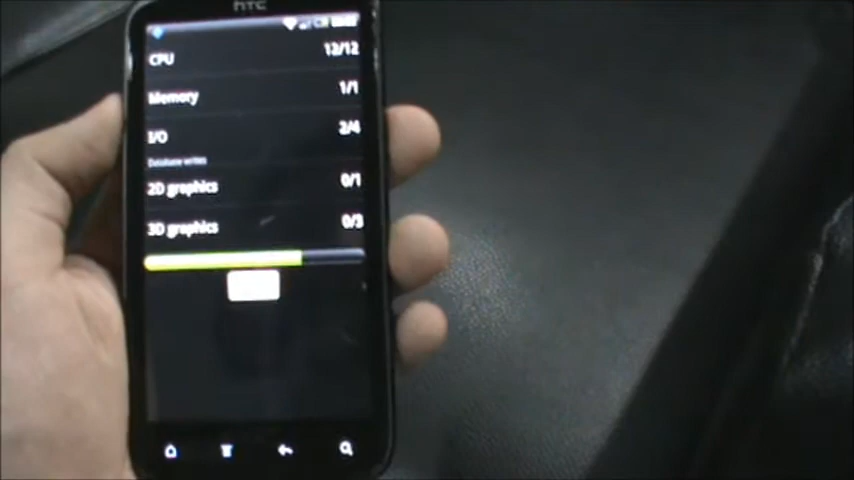 hTC
CPU 12/12
Memory 1/1
I/O 2/4
Database writes
2D graphics 0/1
3D graphics 0/3